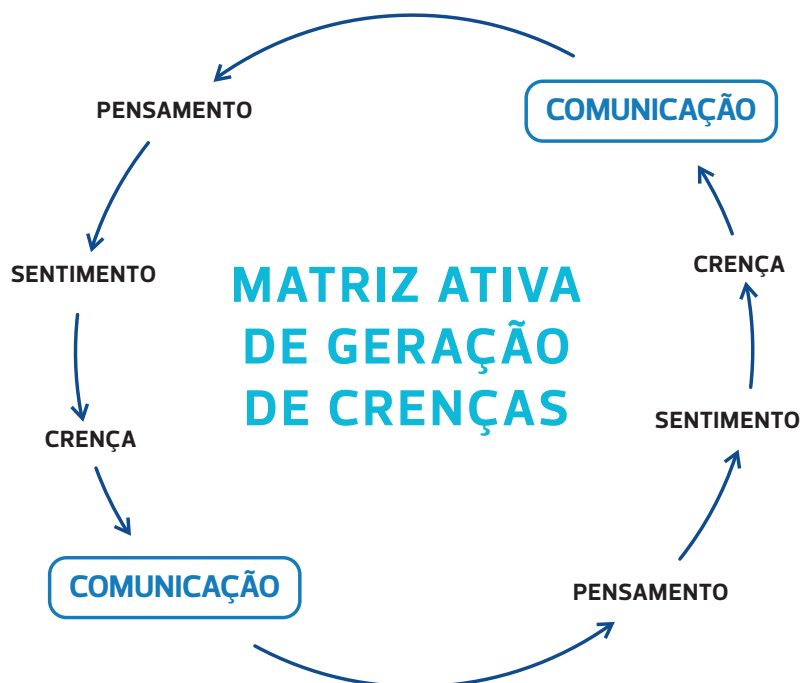 PENSAMENTO
COMUNICAÇÃO
SENTIMENTO
CRENÇA
MATRIZ ATIVA
DE GERAÇÃO
DE CRENÇAS
SENTIMENTO
CRENÇA
COMUNICAÇÃO
PENSAMENTO